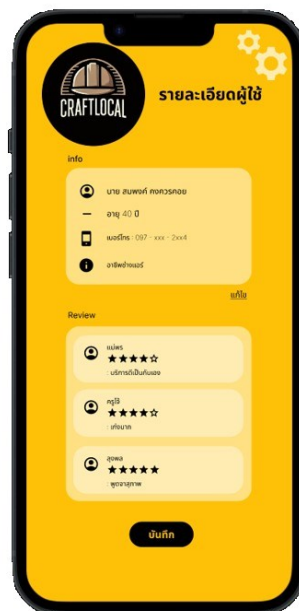 CRAFTLOCAL
รายละเอียดผู้ใช้
info
นาย สมพงศ์ คงควรคอย
อายุ 40 ปี
เบอร์โทร : 097 - xxx - 2xx4
อาชีพช่างแอร์
แก้ไข
Review
แม่พร
: บริการดีเป็นกันเอง
ครูโอ๋
: เก่งมาก
ลุงพล
: พูดจาสุภาพ
บันทึก